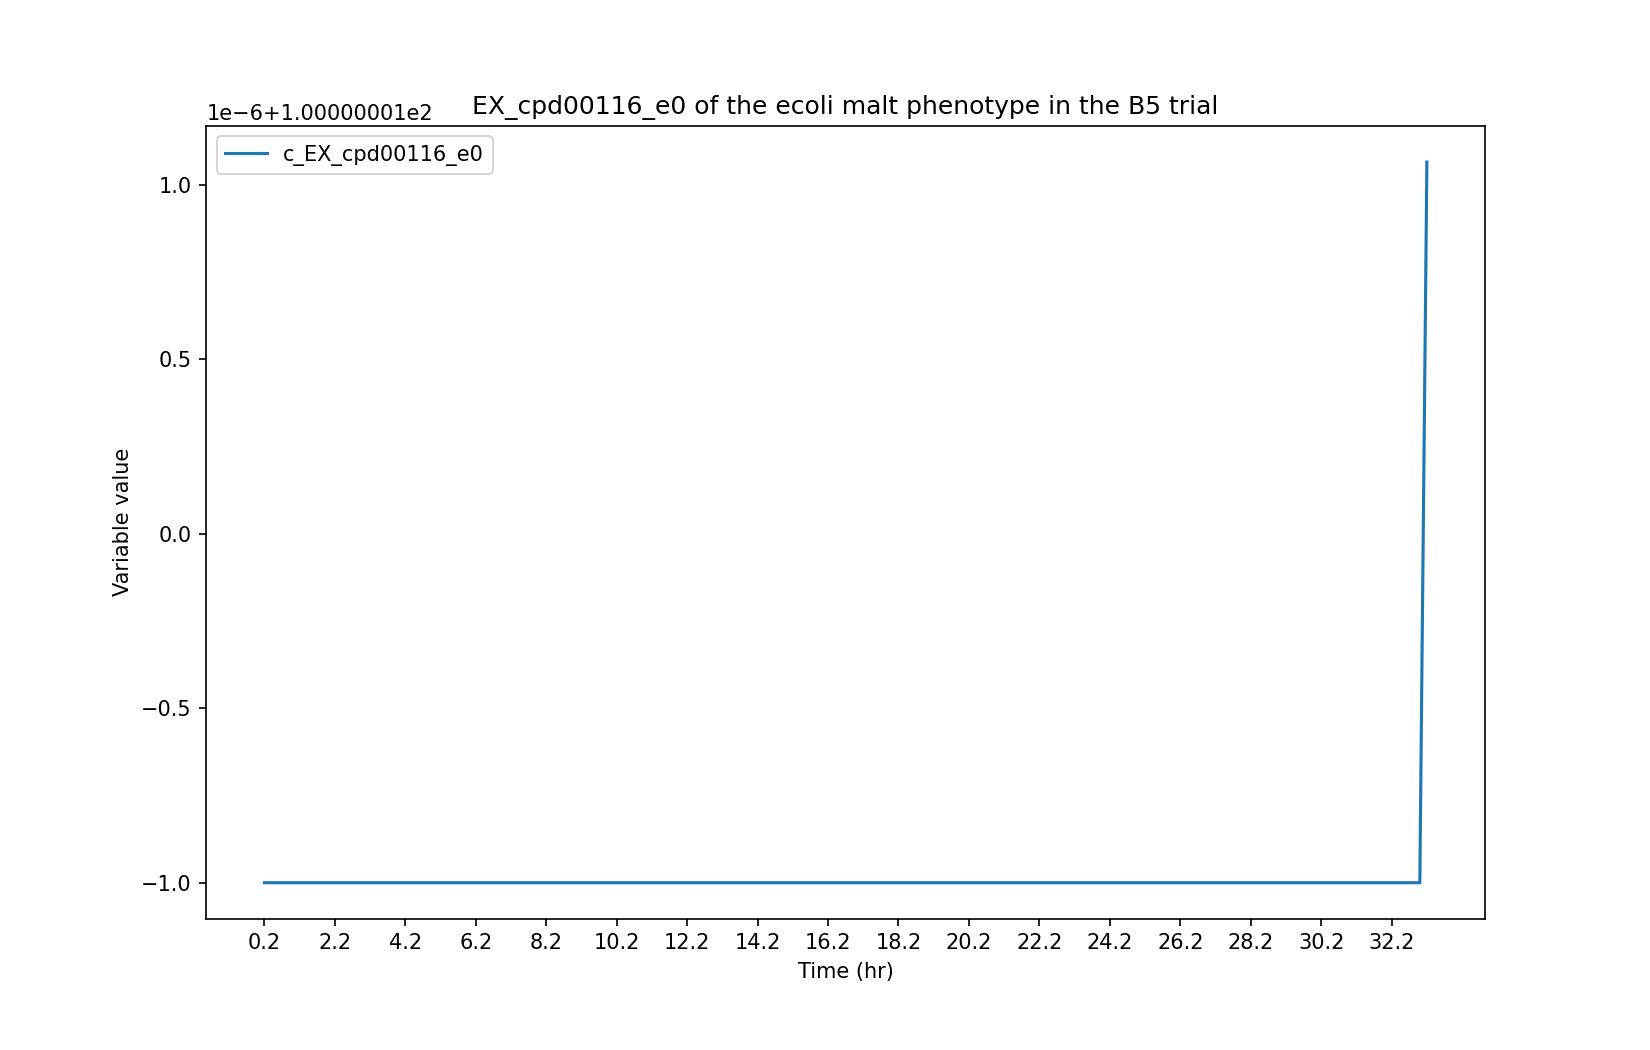 EX_cpd00116_e0 of the ecoli malt phenotype in the B5 trial
1e−6+1.00000001e2
c_EX_cpd00116_e0
1.0
0.5
0.0
−0.5
−1.0
Variable value
0.2 2.2 4.2 6.2 8.2 10.2 12.2 14.2 16.2 18.2 20.2 22.2 24.2 26.2 28.2 30.2 32.2
Time (hr)